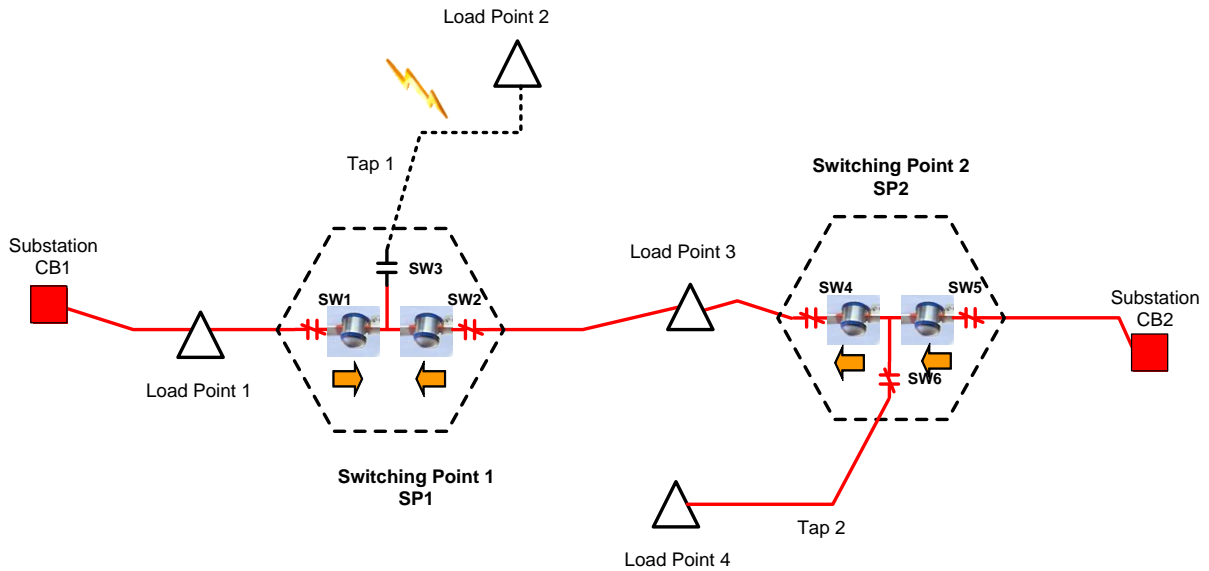 Load Point 2
Tap 1
Switching Point 2
SP2
Substation
CB1
SW3
Load Point 3
SW1
SW2
SW4
SW5
Substation
CB2
Load Point 1
SW6
Switching Point 1
SP1
Tap 2
Load Point 4